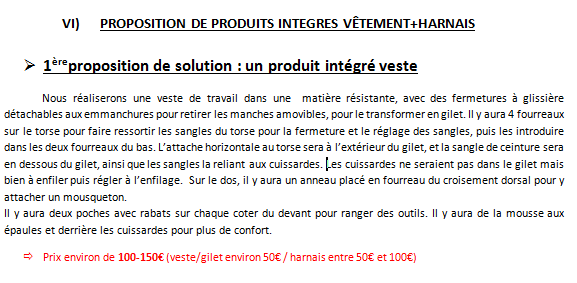 VI) PROPOSITION DE PRODUITS INTEGRES VÊTEMENT+HARNAIS
➤ 1ère proposition de solution : un produit intégré veste
Nous réaliserons une veste de travail dans une matière résistante, avec des fermetures à glissière
détachables aux emmanchures pour retirer les manches amovibles, pour le transformer en gilet. Il y aura 4 fourreaux
sur le torse pour faire ressortir les sangles du torse pour la fermeture et le réglage des sangles, puis les introduire
dans les deux fourreaux du bas. L'attache horizontale au torse sera à l'extérieur du gilet, et la sangle de ceinture sera
en dessous du gilet, ainsi que les sangles la reliant aux cuissardes. Les cuissardes ne seraient pas dans le gilet mais
bien à enfiler puis régler à l'enfilage. Sur le dos, il y aura un anneau placé en fourreau du croisement dorsal pour y
attacher un mousqueton.
Il y aura deux poches avec rabats sur chaque coter du devant pour ranger des outils. Il y aura de la mousse aux
épaules et derrière les cuissardes pour plus de confort.
⇨ Prix environ de 100-150€ (veste/gilet environ 50€ / harnais entre 50€ et 100€)